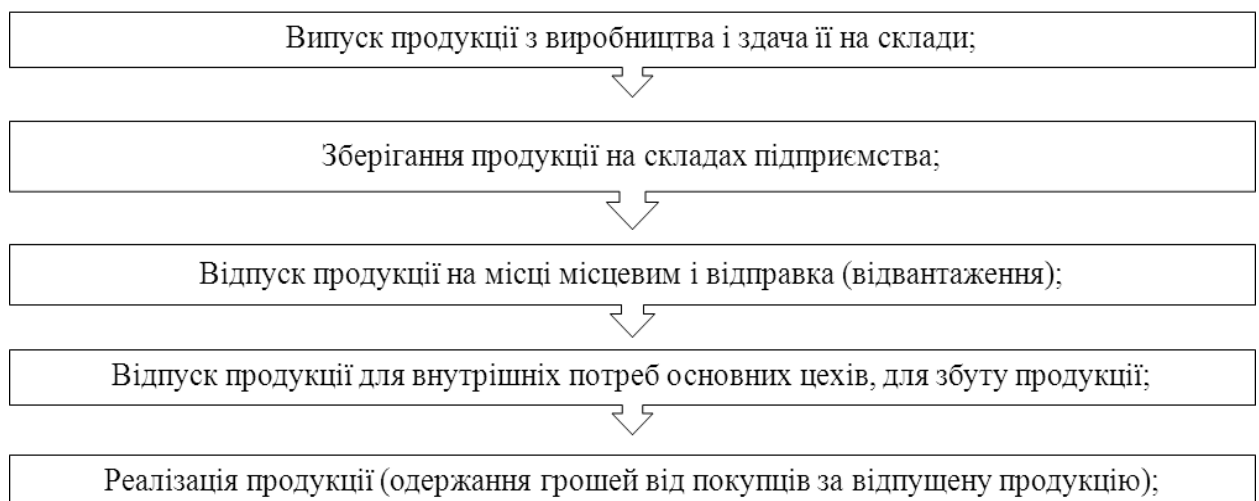 Випуск продукції з виробництва і здача її на склади;
Зберігання продукції на складах підприємства;
Відпуск продукції на місці місцевим і відправка (відвантаження);
Відпуск продукції для внутрішніх потреб основних цехів, для збуту продукції;
Реалізація продукції (одержання грошей від покупців за відпущену продукцію);